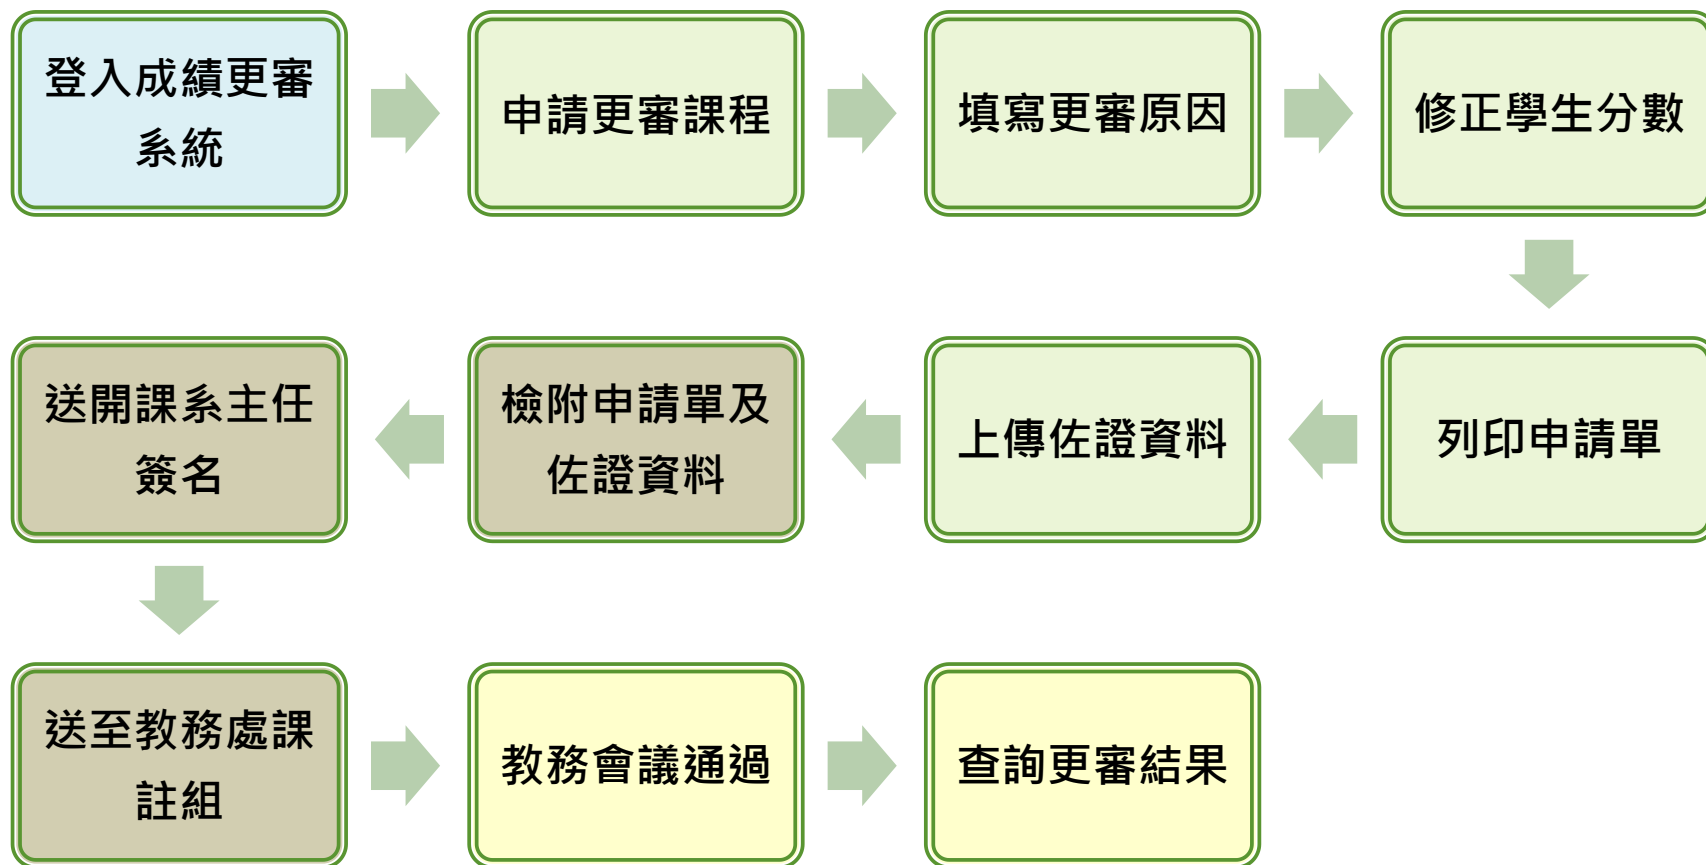 登入成績更審
系統
申請更審課程
填寫更審原因
修正學生分數
列印申請單
上傳佐證資料
檢附申請單及
佐證資料
送開課系主任
簽名
送至教務處課
註組
教務會議通過
查詢更審結果